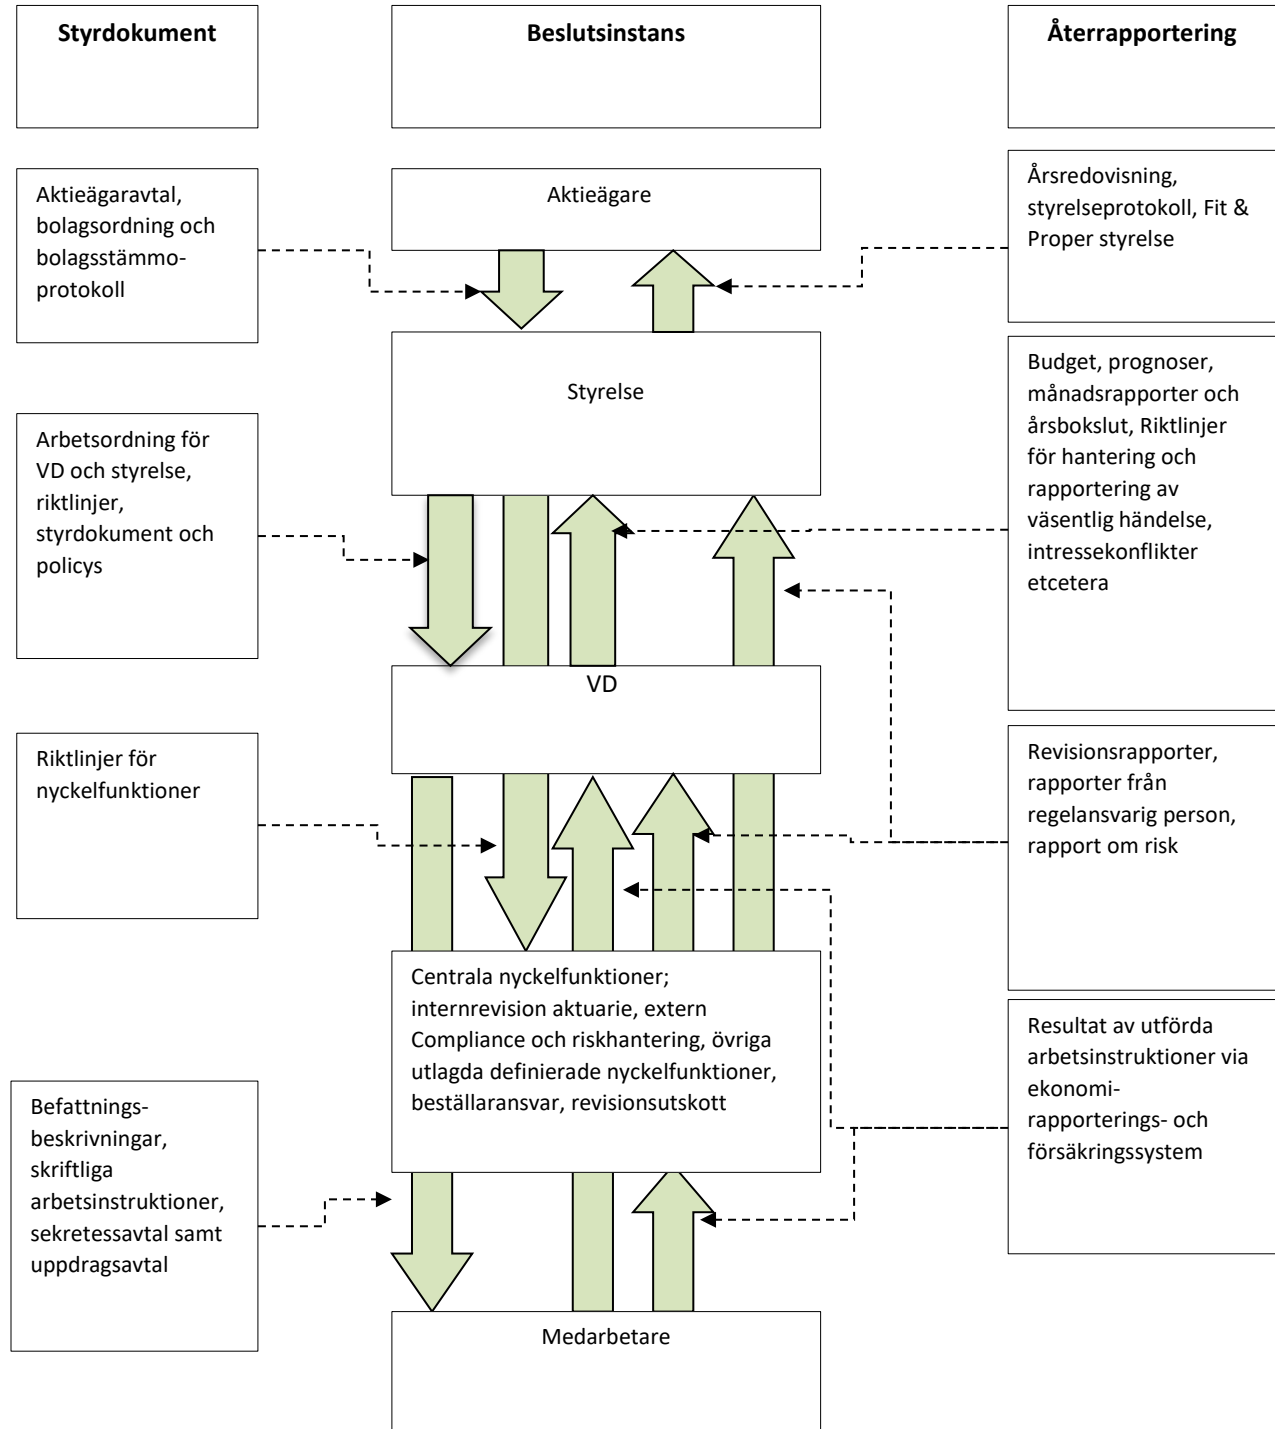 Styrdokument
Beslutsinstans
Återrapportering
Aktieägaravtal,
bolagsordning och
bolagsstämmo-
protokoll
Aktieägare
Årsredovisning,
styrelseprotokoll, Fit &
Proper styrelse
Styrelse
Budget, prognoser,
månadsrapporter och
årsbokslut, Riktlinjer
för hantering och
rapportering av
väsentlig händelse,
intressekonflikter
etcetera
Arbetsordning för
VD och styrelse,
riktlinjer,
styrdokument och
policys
VD
Riktlinjer för
nyckelfunktioner
Revisionsrapporter,
rapporter från
regelansvarig person,
rapport om risk
Centrala nyckelfunktioner;
internrevision aktuarie, extern
Compliance och riskhantering, övriga
utlagda definierade nyckelfunktioner,
beställaransvar, revisionsutskott
Resultat av utförda
arbetsinstruktioner via
ekonomi-
rapporterings- och
försäkringssystem
Befattnings-
beskrivningar,
skriftliga
arbetsinstruktioner,
sekretessavtal samt
uppdragsavtal
Medarbetare